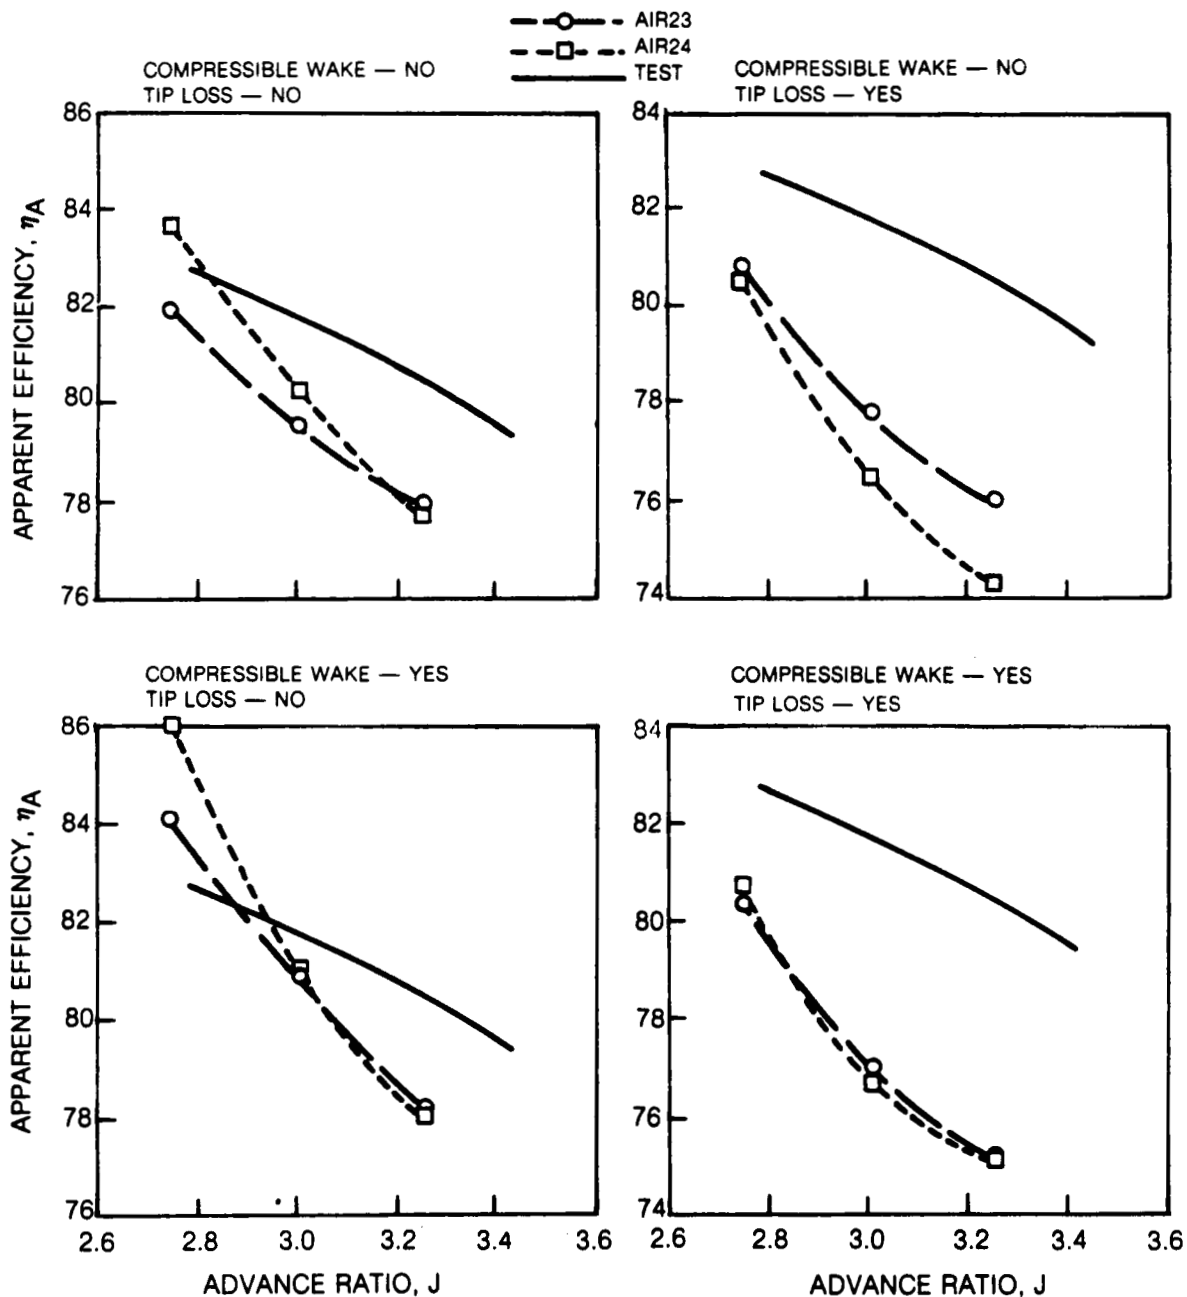 AIR23
AIR24
TEST
COMPRESSIBLE WAKE — NO
TIP LOSS — NO
86
84
82
80
78
76
APPARENT EFFICIENCY, ηA
COMPRESSIBLE WAKE — NO
TIP LOSS — YES
84
82
80
78
76
74
COMPRESSIBLE WAKE — YES
TIP LOSS — NO
86
84
82
80
78
76
APPARENT EFFICIENCY, ηA
2.6 2.8 3.0 3.2 3.4 3.6
ADVANCE RATIO, J
COMPRESSIBLE WAKE — YES
TIP LOSS — YES
84
82
80
78
76
74
2.6 2.8 3.0 3.2 3.4 3.6
ADVANCE RATIO, J